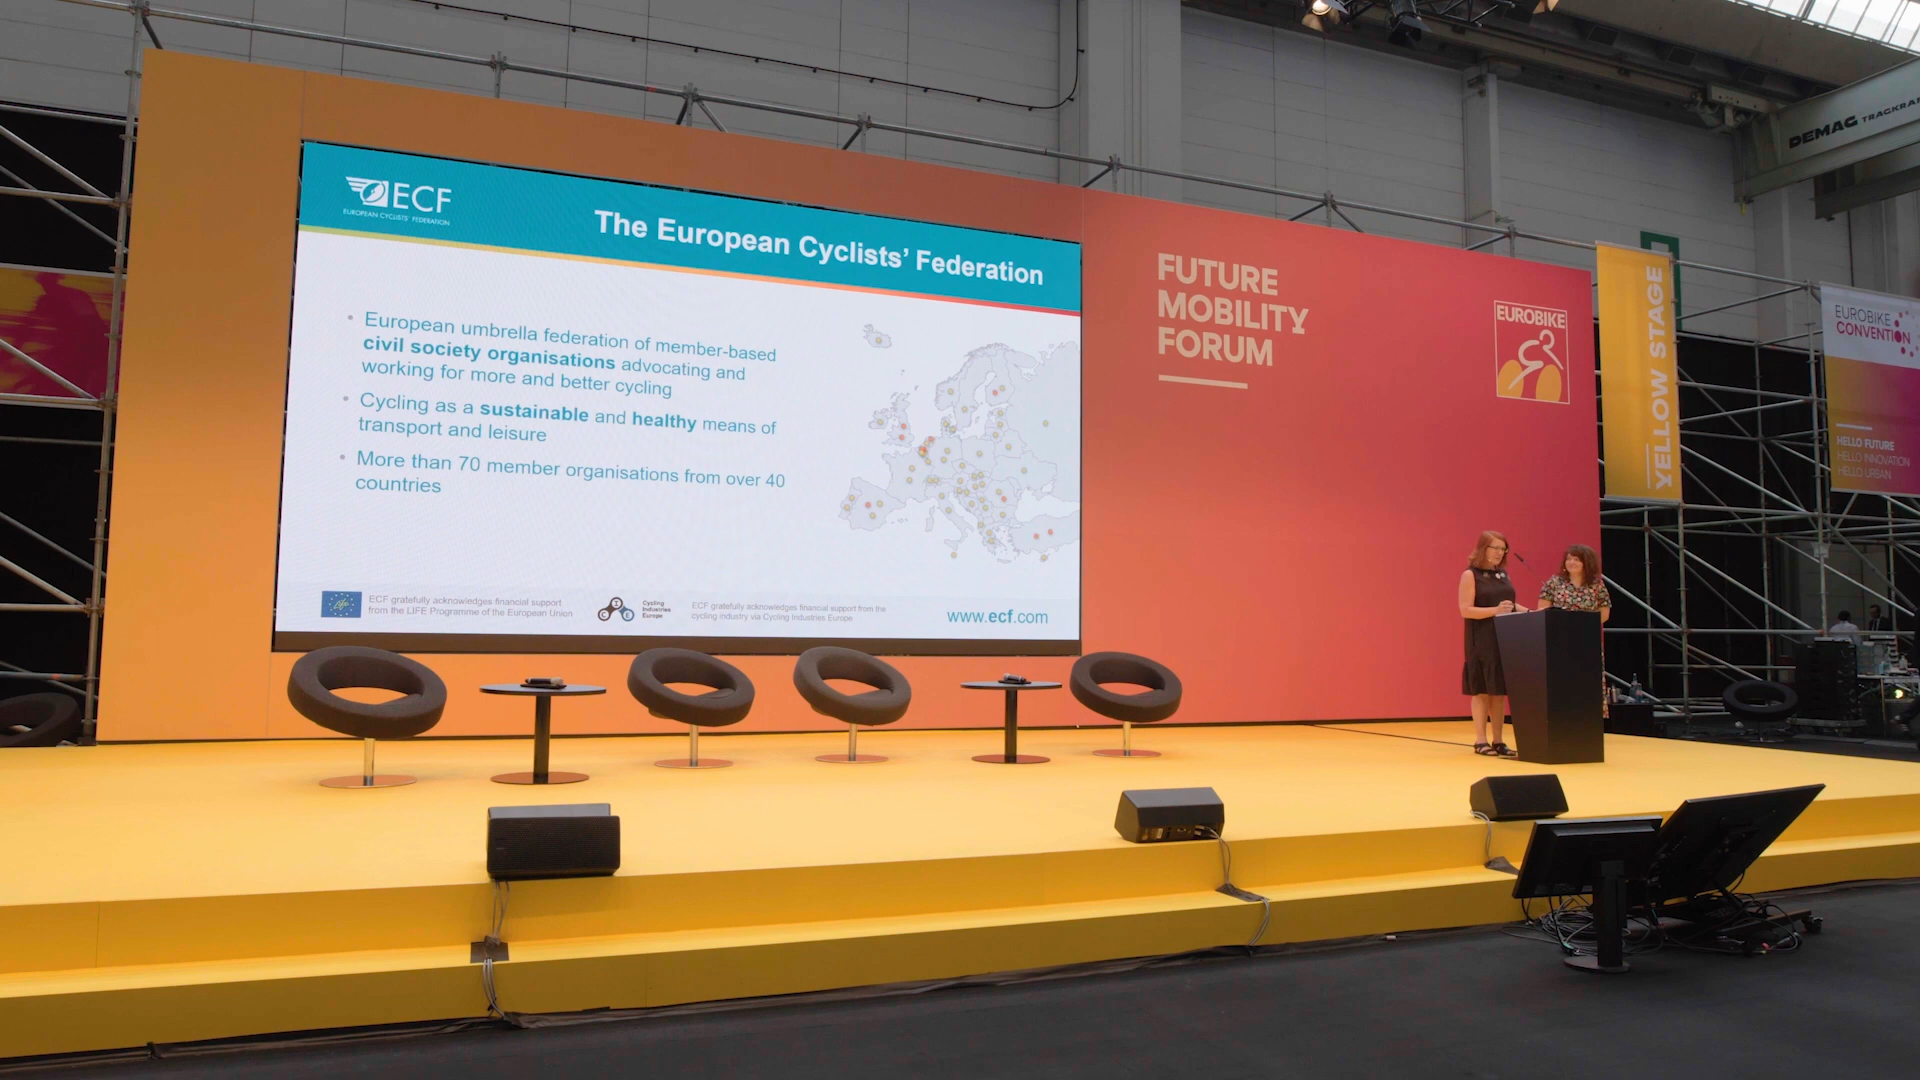 ECF
EUROPEAN CYCLISTS' FEDERATION
The European Cyclists' Federation
• European umbrella federation of member-based
civil society organisations advocating and
working for more and better cycling
• Cycling as a sustainable and healthy means of
transport and leisure
• More than 70 member organisations from over 40
countries
ECF gratefully acknowledges financial support
from the LIFE Programme of the European Union
C I E
Cycling
Industries
Europe
ECF gratefully acknowledges financial support from the
cycling industry via Cycling Industries Europe
www.ecf.com
FUTURE
MOBILITY
FORUM
EUROBIKE
YELLOW STAGE
EUROBIKE
CONVENTION
HELLO FUTURE
HELLO INNOVATION
HELLO URBAN
DEMAG